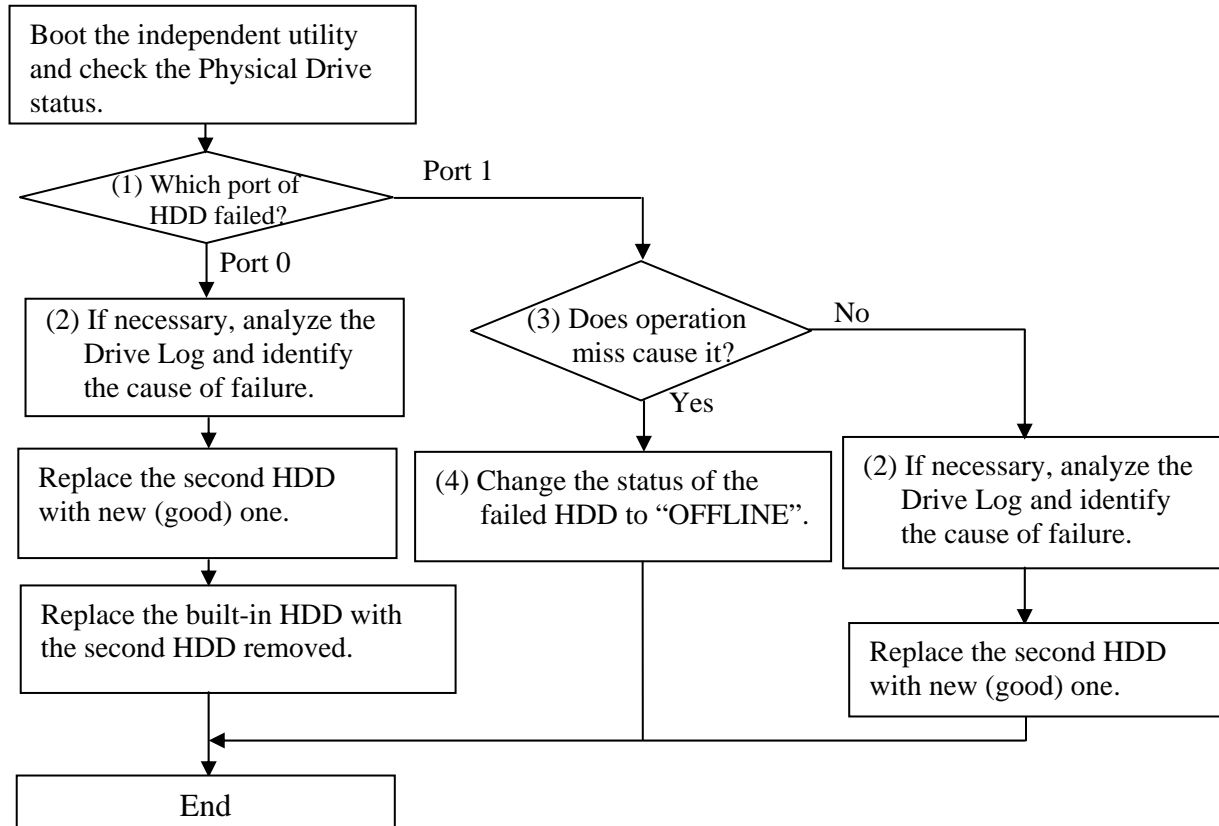 Boot the independent utility
and check the Physical Drive
status.
(1) Which port of
HDD failed?
Port 1
Port 0
(2) If necessary, analyze the
Drive Log and identify
the cause of failure.
Replace the second HDD
with new (good) one.
Replace the built-in HDD with
the second HDD removed.
(3) Does operation
miss cause it?
No
Yes
(4) Change the status of the
failed HDD to “OFFLINE”.
(2) If necessary, analyze the
Drive Log and identify
the cause of failure.
Replace the second HDD
with new (good) one.
End